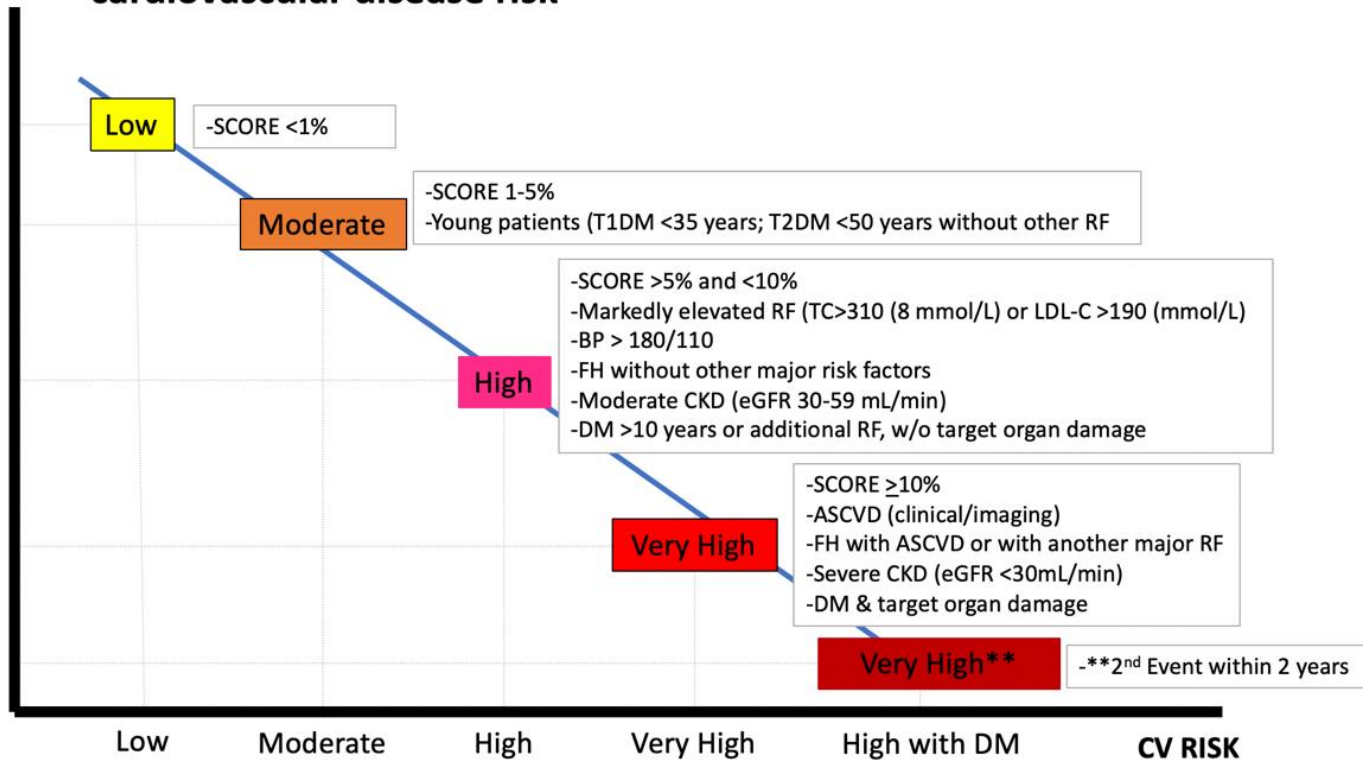 cardiovascular disease risk
Low
-SCORE <1%
Moderate
-SCORE 1-5%
-Young patients (T1DM <35 years; T2DM <50 years without other RF
High
-SCORE >5% and <10%
-Markedly elevated RF (TC>310 (8 mmol/L) or LDL-C >190 (mmol/L)
-BP > 180/110
-FH without other major risk factors
-Moderate CKD (eGFR 30-59 mL/min)
-DM >10 years or additional RF, w/o target organ damage
Very High
-SCORE ≥10%
-ASCVD (clinical/imaging)
-FH with ASCVD or with another major RF
-Severe CKD (eGFR <30mL/min)
-DM & target organ damage
Very High**
-**2nd Event within 2 years
Low Moderate High Very High High with DM CV RISK